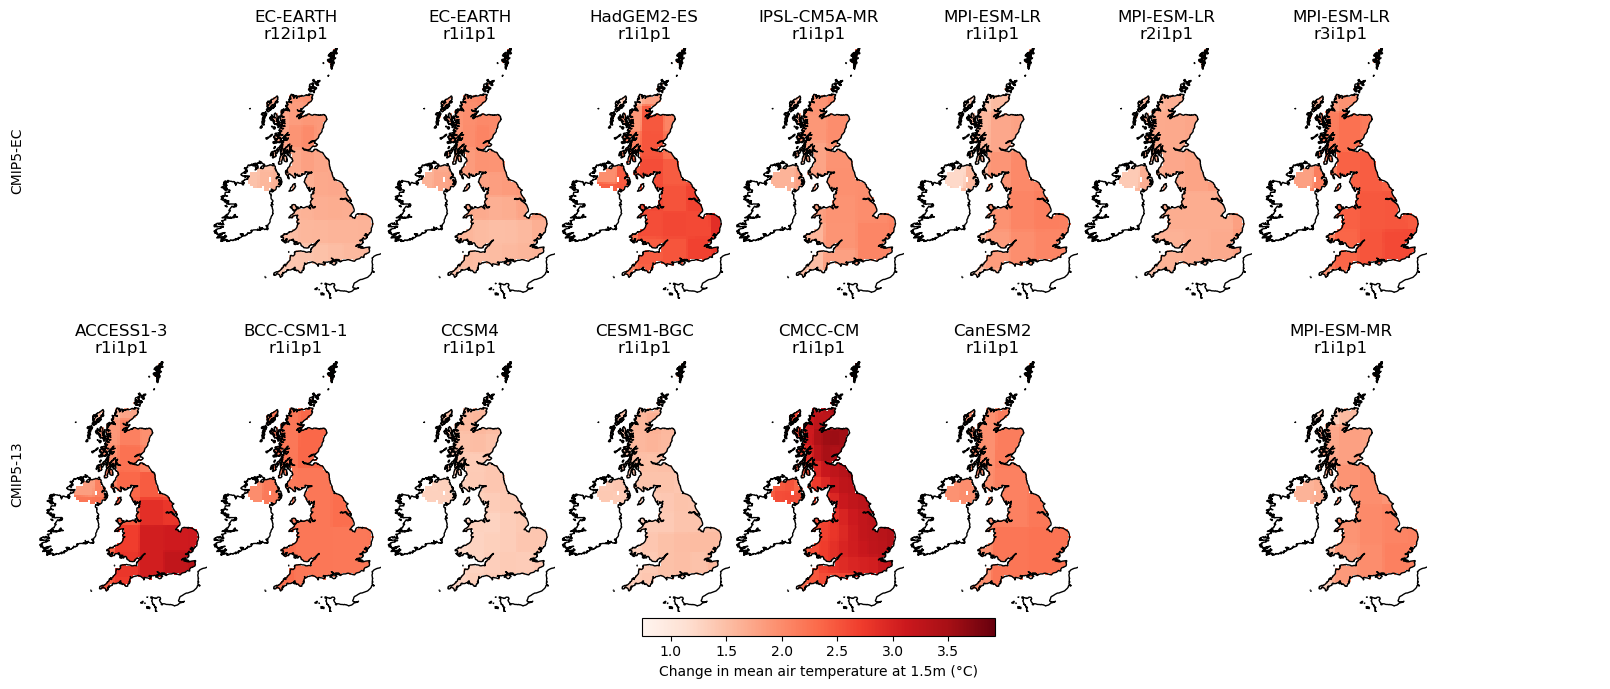 EC-EARTH
r12i1p1
EC-EARTH
r1i1p1
HadGEM2-ES
r1i1p1
IPSL-CM5A-MR
r1i1p1
MPI-ESM-LR
r1i1p1
MPI-ESM-LR
r2i1p1
MPI-ESM-LR
r3i1p1
CMIP5-EC
ACCESS1-3
r1i1p1
BCC-CSM1-1
r1i1p1
CCSM4
r1i1p1
CESM1-BGC
r1i1p1
CMCC-CM
r1i1p1
CanESM2
r1i1p1
MPI-ESM-MR
r1i1p1
CMIP5-13
1.0 1.5 2.0 2.5 3.0 3.5
Change in mean air temperature at 1.5m (°C)